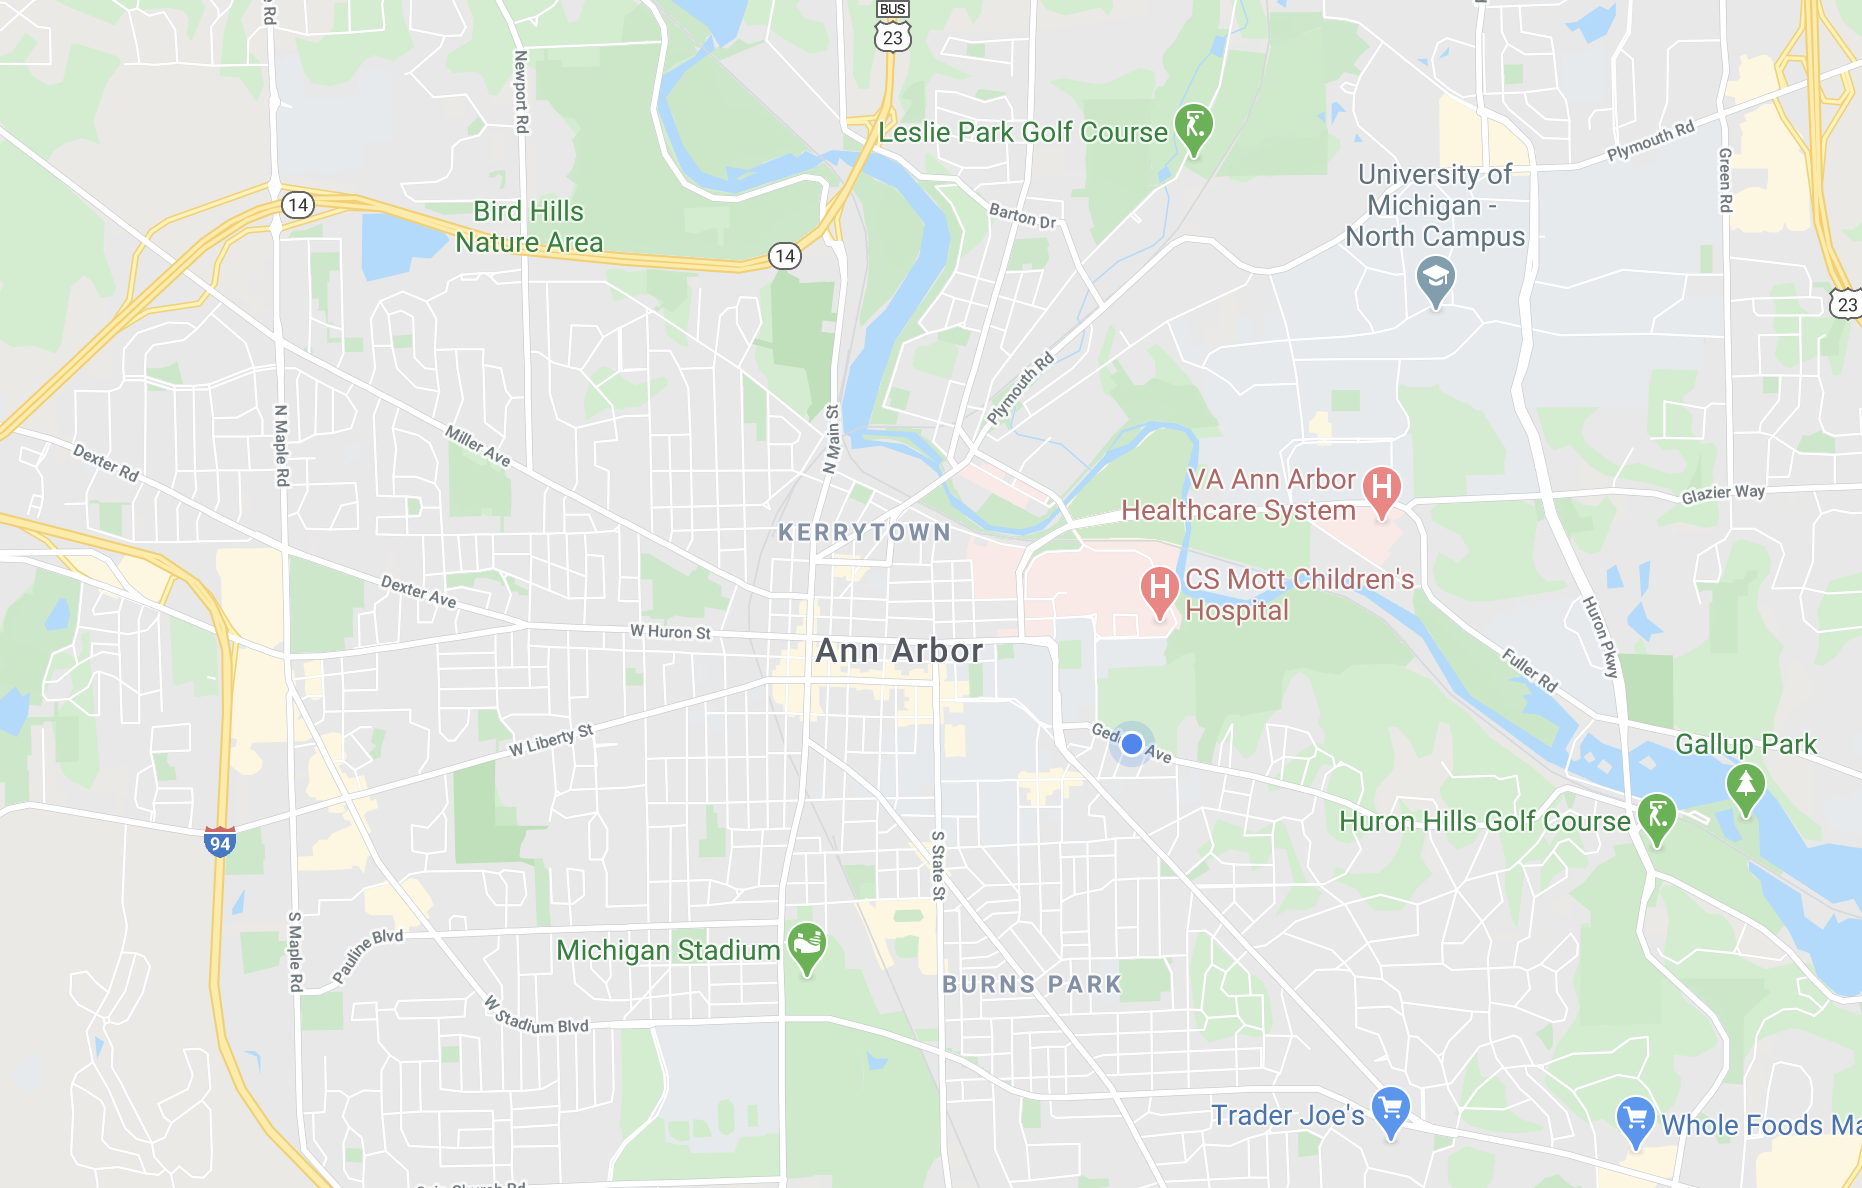 Rd
BUS
23
Newport Rd
Leslie Park Golf Course
Plymouth Rd
Green Rd
University of
Michigan -
North Campus
14
Bird Hills
Nature Area
Barton Dr
14
23
Plymouth Rd
N Maple Rd
Miller Ave
N Main St
Dexter Rd
VA Ann Arbor
Healthcare System
H
Glazier Way
KERRYTOWN
Dexter Ave
H
CS Mott Children's
Hospital
Huron Pkwy
W Huron St
Ann Arbor
Fuller Rd
W Liberty St
Ave
Gallup Park
Huron Hills Golf Course
94
S State St
S Maple Rd
Pauline Blvd
Michigan Stadium
BURNS PARK
W Stadium Blvd
Trader Joe's
Whole Foods Ma